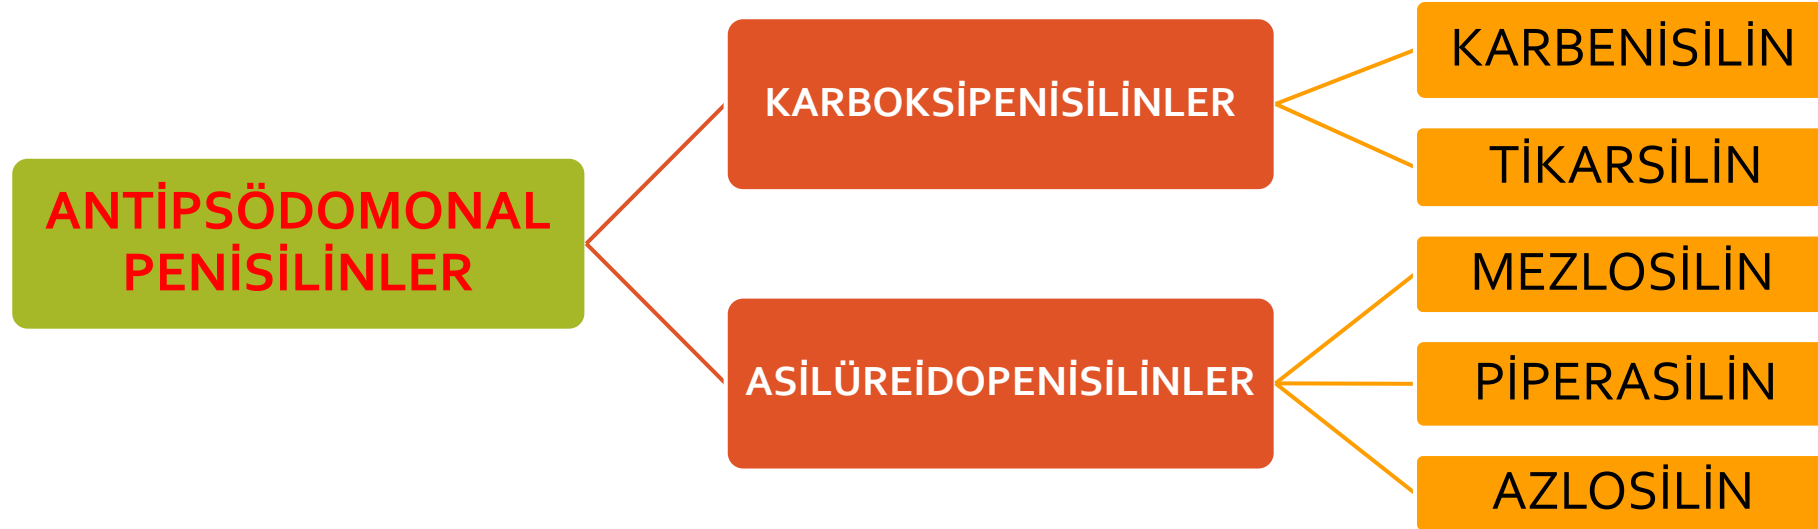 ANTİPSÖDOMONAL
PENİSİLİNLER
KARBOKSİPENİSİLİNLER
KARBENİSİLİN
TİKARSİLİN
ASİLÜREİDOPENİSİLİNLER
MEZLOSİLİN
PİPERASİLİN
AZLOSİLİN